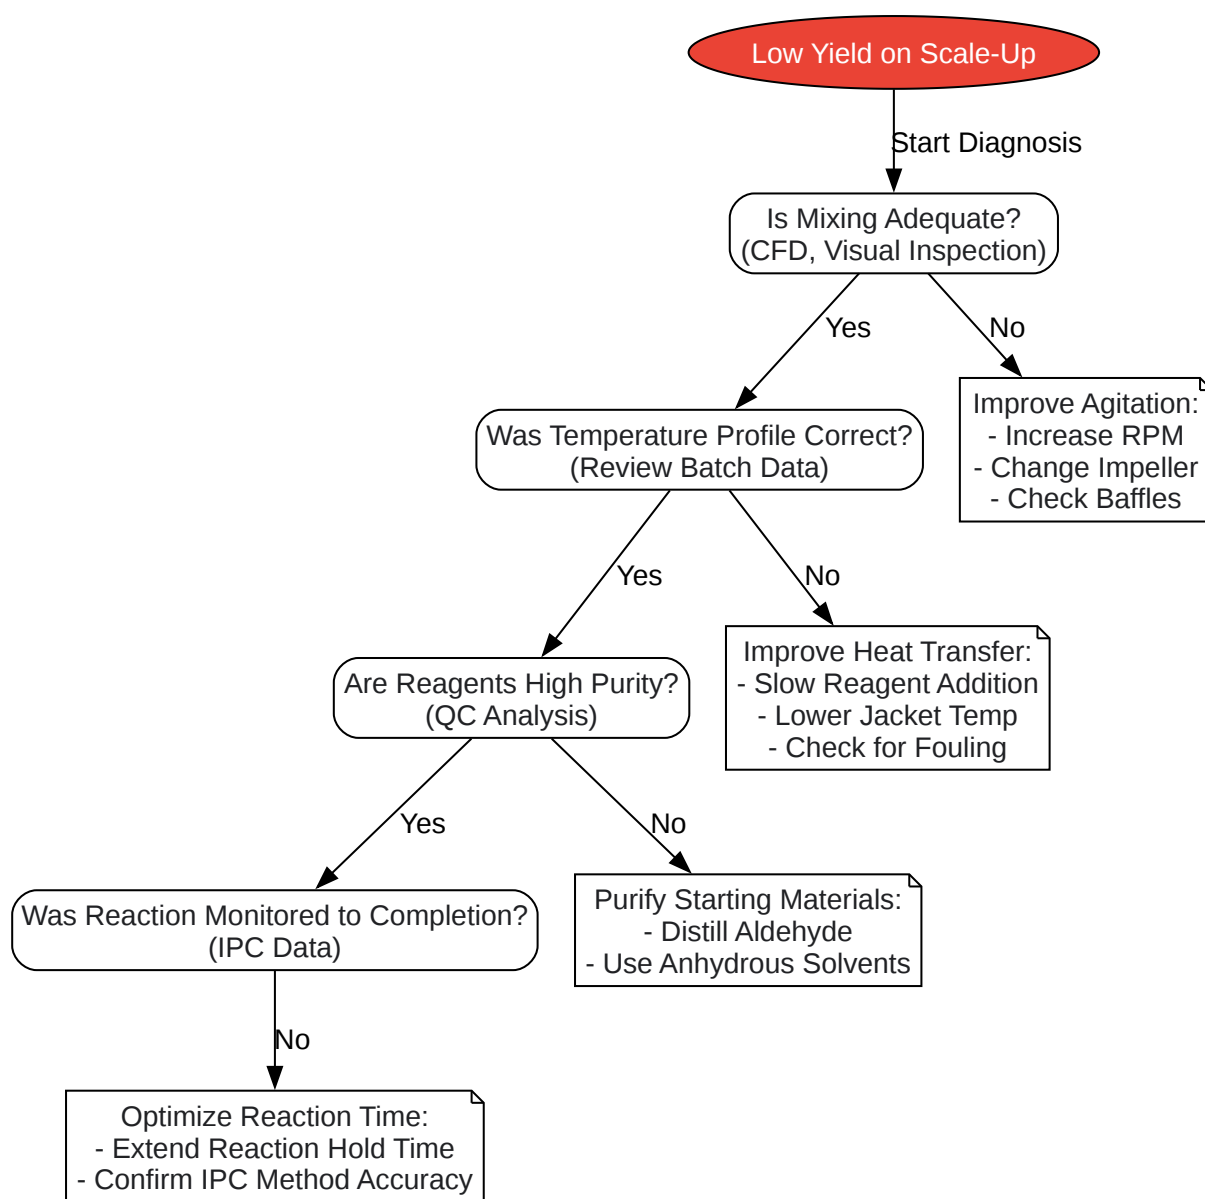 Low Yield on Scale-Up
Start Diagnosis
Is Mixing Adequate?
(CFD, Visual Inspection)
Yes
No
Improve Agitation:
- Increase RPM
- Change Impeller
- Check Baffles
Was Temperature Profile Correct?
(Review Batch Data)
Yes
No
Improve Heat Transfer:
- Slow Reagent Addition
- Lower Jacket Temp
- Check for Fouling
Are Reagents High Purity?
(QC Analysis)
Yes
No
Purify Starting Materials:
- Distill Aldehyde
- Use Anhydrous Solvents
Was Reaction Monitored to Completion?
(IPC Data)
No
Optimize Reaction Time:
- Extend Reaction Hold Time
- Confirm IPC Method Accuracy